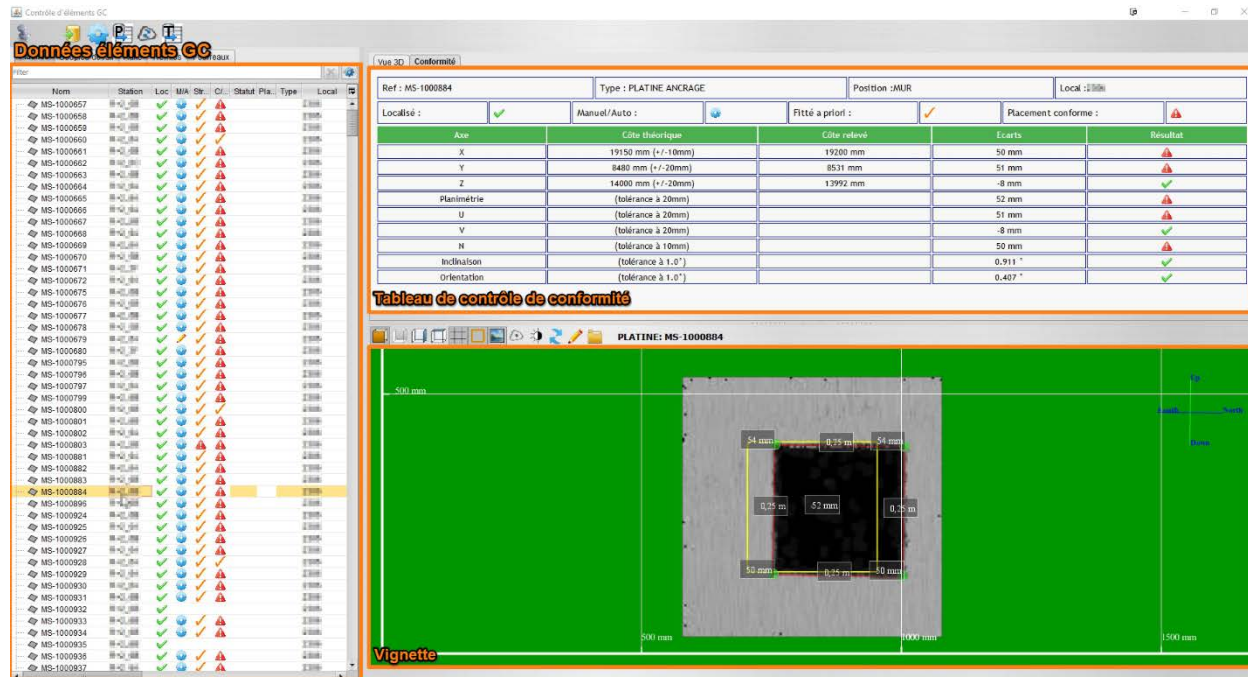 Contrôle d'éléments GC
Données éléments GC
Filter
Nom Station Loc M/A Str... C/... Statut Pla... Type Local
MS-1000657
MS-1000658
MS-1000659
MS-1000660
MS-1000661
MS-1000662
MS-1000663
MS-1000664
MS-1000665
MS-1000666
MS-1000667
MS-1000668
MS-1000669
MS-1000670
MS-1000671
MS-1000672
MS-1000675
MS-1000676
MS-1000677
MS-1000678
MS-1000679
MS-1000680
MS-1000795
MS-1000796
MS-1000797
MS-1000799
MS-1000800
MS-1000801
MS-1000802
MS-1000803
MS-1000881
MS-1000882
MS-1000883
MS-1000884
MS-1000895
MS-1000924
MS-1000925
MS-1000926
MS-1000927
MS-1000928
MS-1000929
MS-1000930
MS-1000931
MS-1000932
MS-1000933
MS-1000934
MS-1000935
MS-1000936
MS-1000937
Vue 3D Conformité
Ref : MS-1000884 Type : PLATINE ANCRAGE Position :MUR Local :
Localisé : Manuel/Auto : Fitté a priori : Placement conforme :
Axe Côte théorique Côte relevé Ecarts Résultat
X 19150 mm (+/-10mm) 19200 mm 50 mm
Y 8480 mm (+/-20mm) 8531 mm 51 mm
Z 14000 mm (+/-20mm) 13992 mm -8 mm
Planimétrie (tolérance à 20mm) 52 mm
U (tolérance à 20mm) 51 mm
V (tolérance à 20mm) -8 mm
N (tolérance à 10mm) 50 mm
Inclinaison (tolérance à 1.0°) 0.911 °
Orientation (tolérance à 1.0°) 0.407 °
Tableau de contrôle de conformité
PLATINE: MS-1000884
Up
500 mm
South North
Down
54 mm 0,25 m 54 mm
0,25 m 52 mm 0,25 m
50 mm 0,25 m 50 mm
500 mm 1000 mm 1500 mm
Vignette